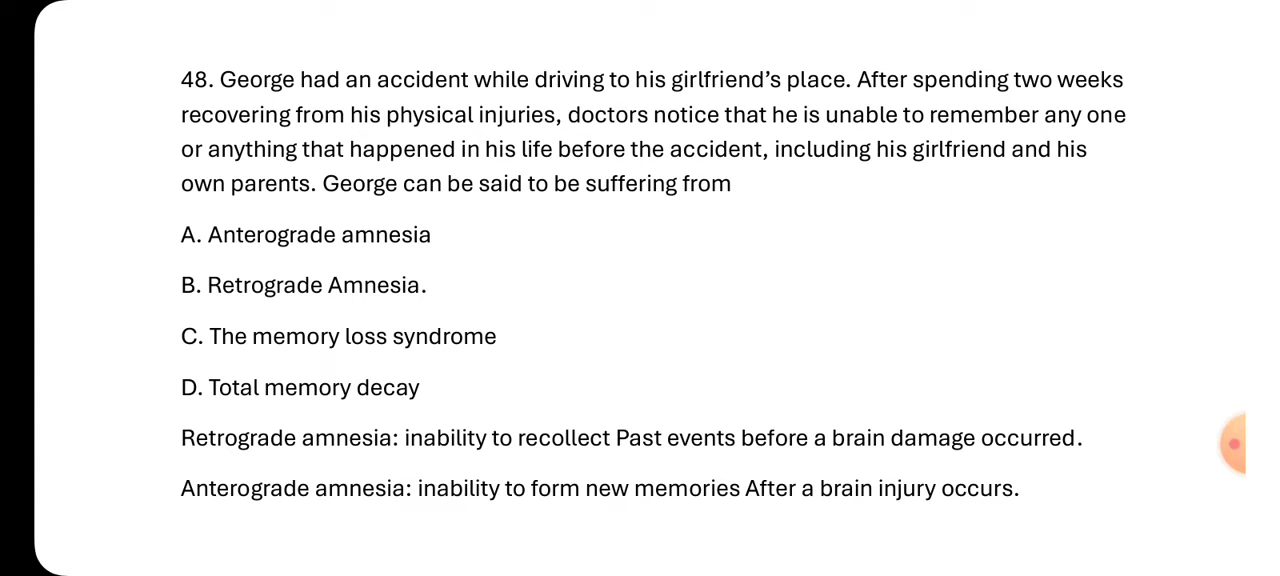 48. George had an accident while driving to his girlfriend’s place. After spending two weeks
recovering from his physical injuries, doctors notice that he is unable to remember any one
or anything that happened in his life before the accident, including his girlfriend and his
own parents. George can be said to be suffering from
A. Anterograde amnesia
B. Retrograde Amnesia.
C. The memory loss syndrome
D. Total memory decay
Retrograde amnesia: inability to recollect Past events before a brain damage occurred.
Anterograde amnesia: inability to form new memories After a brain injury occurs.